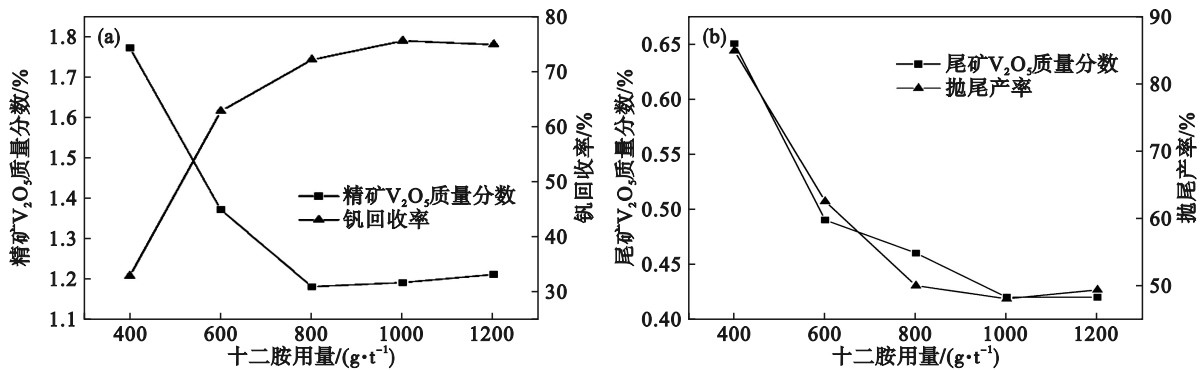 (a)
1.8
1.7
1.6
1.5
1.4
1.3
1.2
1.1
精矿V₂O₅质量分数/%
80
70
60
50
40
30
钒回收率/%
精矿V₂O₅质量分数
钒回收率
400 600 800 1000 1200
十二胺用量/(g·t⁻¹)
(b)
0.65
0.60
0.55
0.50
0.45
0.40
尾矿V₂O₅质量分数/%
90
80
70
60
50
抛尾产率/%
尾矿V₂O₅质量分数
抛尾产率
400 600 800 1000 1200
十二胺用量/(g·t⁻¹)